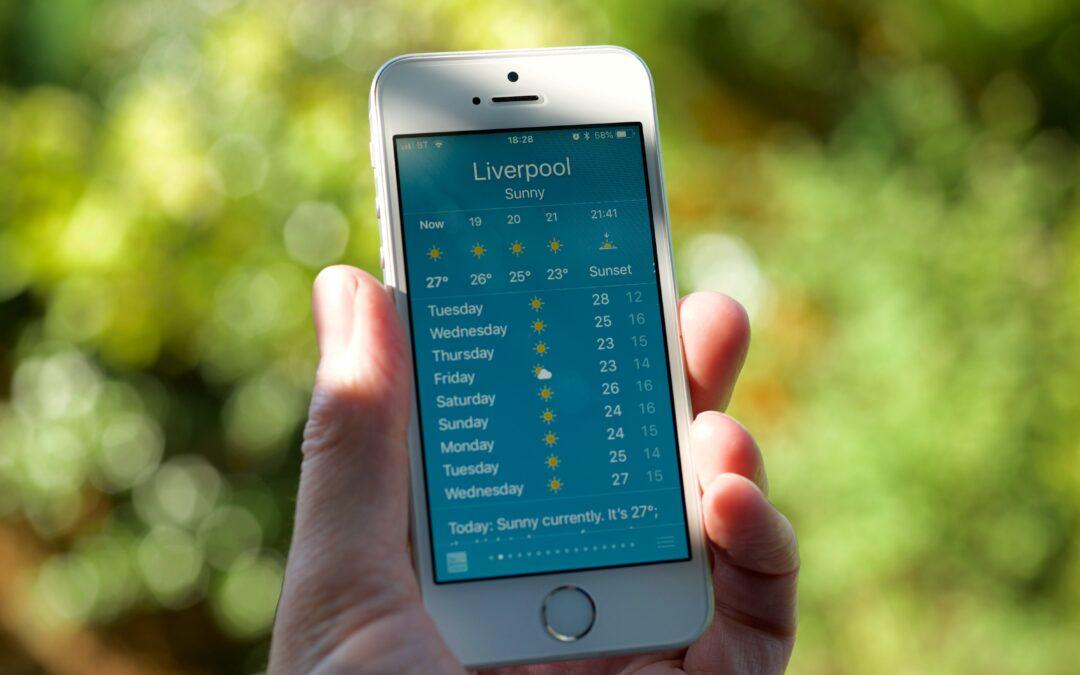 BT 18:28 58%
Liverpool
Sunny
Now 19 20 21 21:41
27° 26° 25° 23° Sunset
Tuesday 28 12
Wednesday 25 16
Thursday 23 15
Friday 23 14
Saturday 26 16
Sunday 24 16
Monday 24 15
Tuesday 25 14
Wednesday 27 15
Today: Sunny currently. It's 27°;